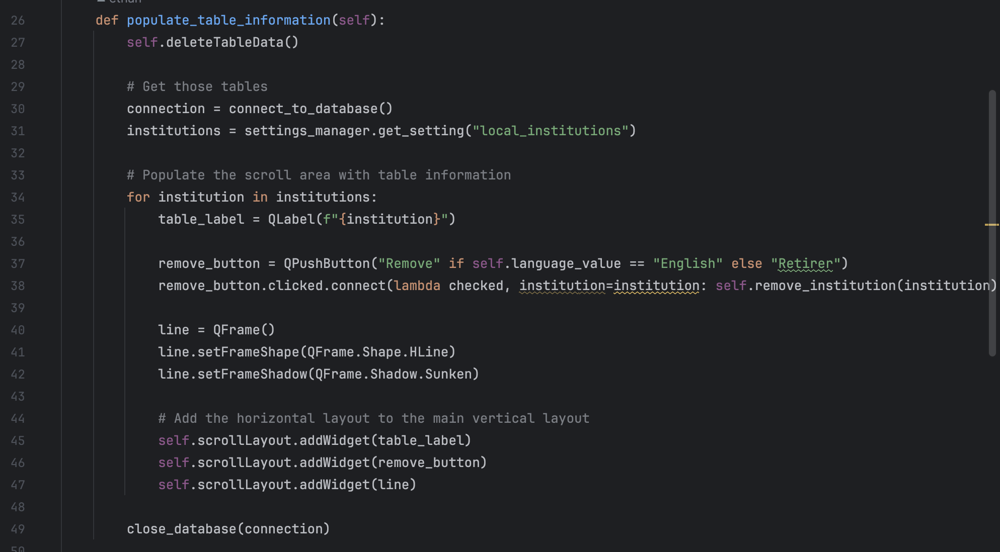 ethan
26 def populate_table_information(self):
27 self.deleteTableData()
28
29 # Get those tables
30 connection = connect_to_database()
31 institutions = settings_manager.get_setting("local_institutions")
32
33 # Populate the scroll area with table information
34 for institution in institutions:
35 table_label = QLabel(f"{institution}")
36
37 remove_button = QPushButton("Remove" if self.language_value == "English" else "Retirer")
38 remove_button.clicked.connect(lambda checked, institution=institution: self.remove_institution(institution)
39
40 line = QFrame()
41 line.setFrameShape(QFrame.Shape.HLine)
42 line.setFrameShadow(QFrame.Shadow.Sunken)
43
44 # Add the horizontal layout to the main vertical layout
45 self.scrollLayout.addWidget(table_label)
46 self.scrollLayout.addWidget(remove_button)
47 self.scrollLayout.addWidget(line)
48
49 close_database(connection)
50